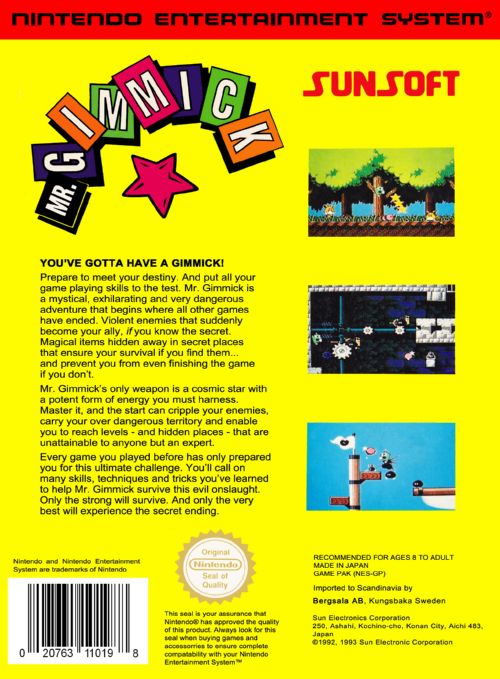 NINTENDO ENTERTAINMENT SYSTEM®
MR. GIMMICK
SUNSOFT
YOU'VE GOTTA HAVE A GIMMICK!
Prepare to meet your destiny. And put all your
game playing skills to the test. Mr. Gimmick is
a mystical, exhilarating and very dangerous
adventure that begins where all other games
have ended. Violent enemies that suddenly
become your ally, if you know the secret.
Magical items hidden away in secret places
that ensure your survival if you find them...
and prevent you from even finishing the game
if you don't.
Mr. Gimmick's only weapon is a cosmic star with
a potent form of energy you must harness.
Master it, and the start can cripple your enemies,
carry your over dangerous territory and enable
you to reach levels - and hidden places - that are
unattainable to anyone but an expert.
Every game you played before has only prepared
you for this ultimate challenge. You'll call on
many skills, techniques and tricks you've learned
to help Mr. Gimmick survive this evil onslaught.
Only the strong will survive. And only the very
best will experience the secret ending.
Nintendo and Nintendo Entertainment
System are trademarks of Nintendo
0 20763 11019 8
Original
Nintendo
Seal of
Quality
This seal is your assurance that
Nintendo® has approved the quality
of this product. Always look for this
seal when buying games and
accessorries to ensure complete
compatability with your Nintendo
Entertainment System™
RECOMMENDED FOR AGES 8 TO ADULT
MADE IN JAPAN
GAME PAK (NES-GP)
Imported to Scandinavia by
Bergsala AB, Kungsbaka Sweden
Sun Electronics Corporation
250, Ashahi, Kochino-cho, Konan City, Aichi 483,
Japan
©1992, 1993 Sun Electronic Corporation